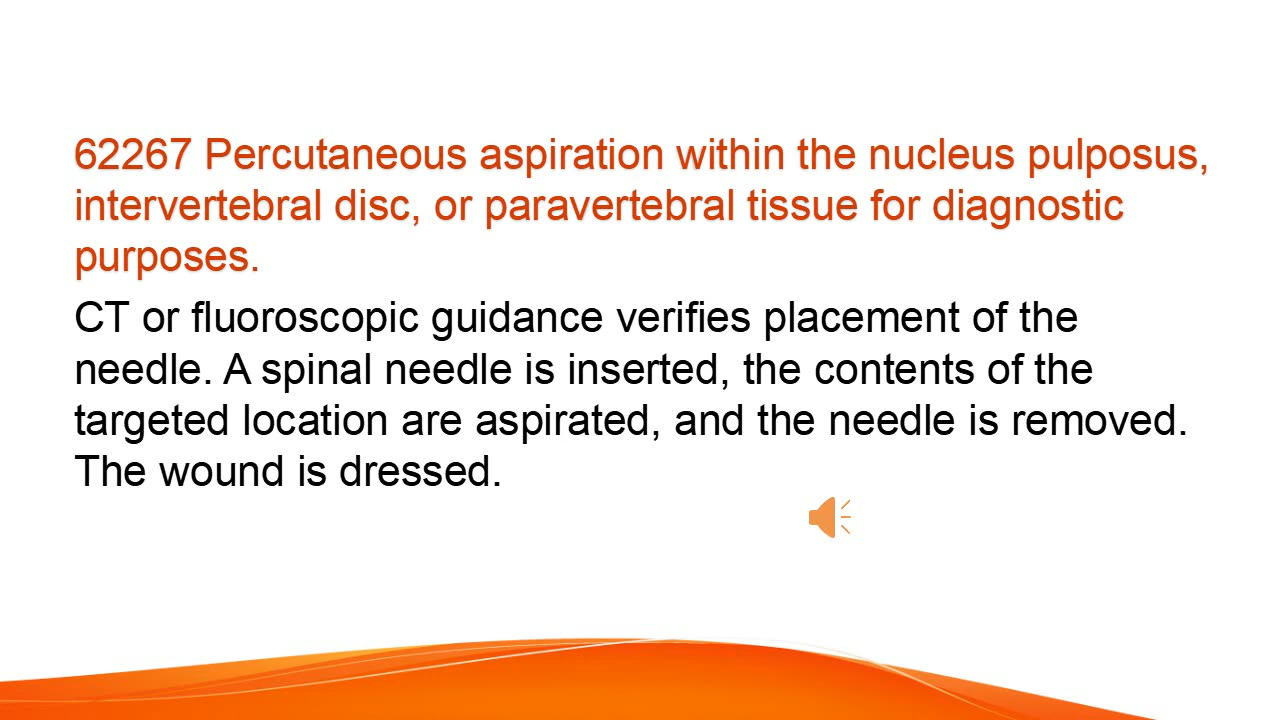 62267 Percutaneous aspiration within the nucleus pulposus,
intervertebral disc, or paravertebral tissue for diagnostic
purposes.
CT or fluoroscopic guidance verifies placement of the
needle. A spinal needle is inserted, the contents of the
targeted location are aspirated, and the needle is removed.
The wound is dressed.